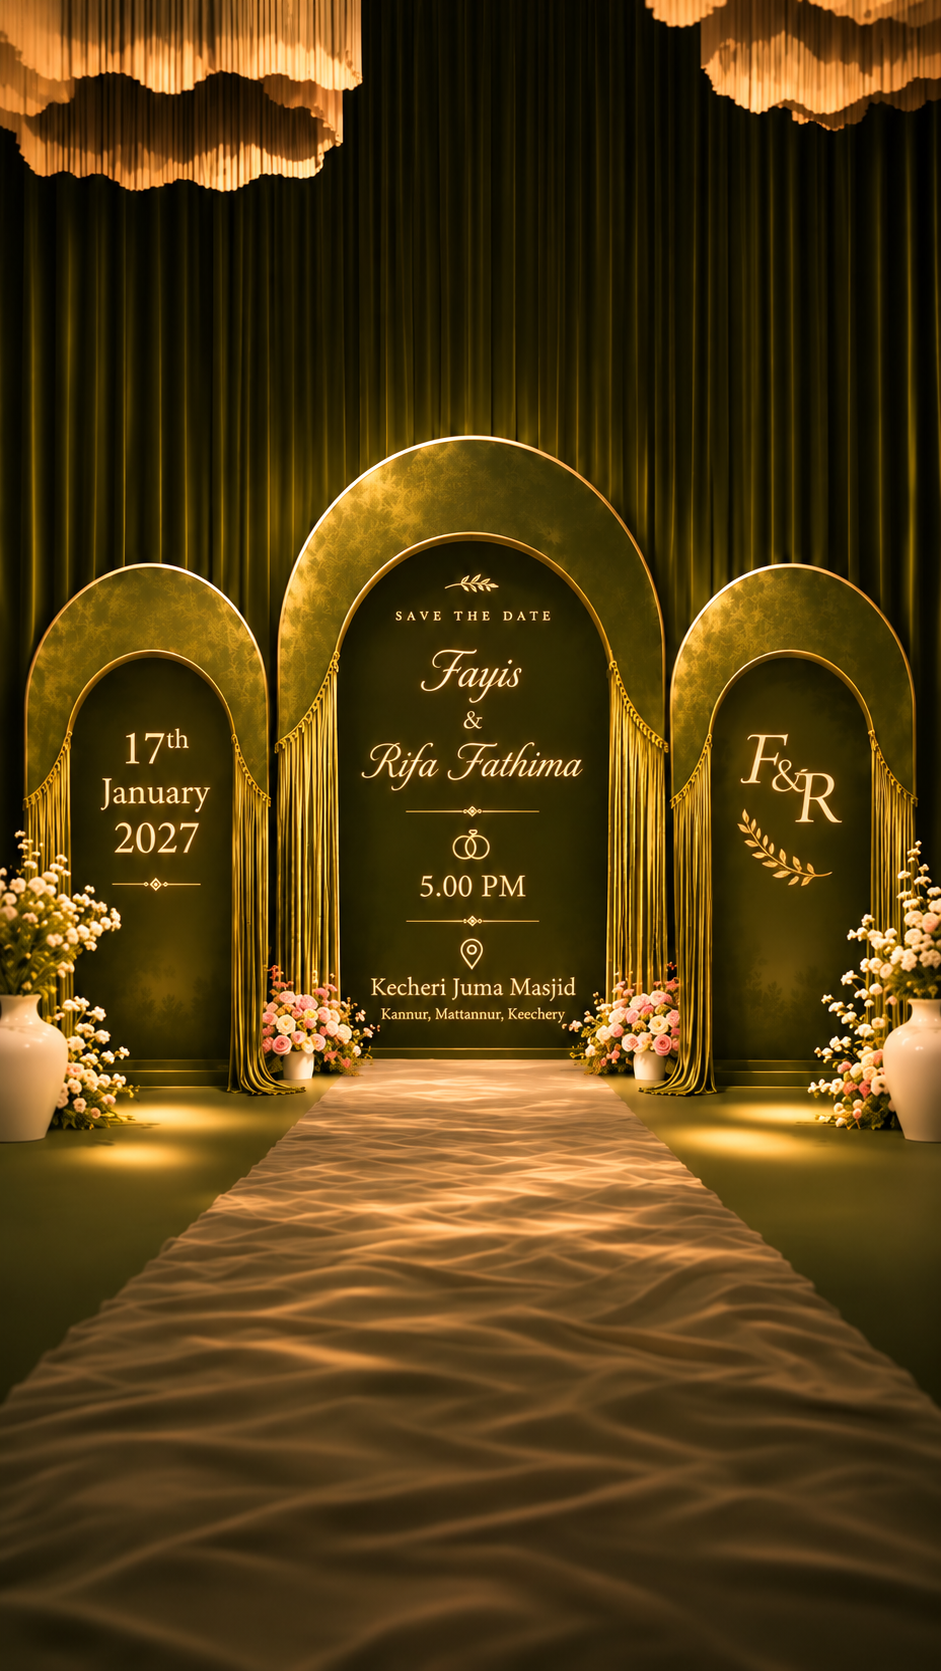 SAVE THE DATE
Fayis
&
Rifa Fathima
5.00 PM
Kecheri Juma Masjid
Kannur, Mattannur, Keechery
17th
January
2027
F&R